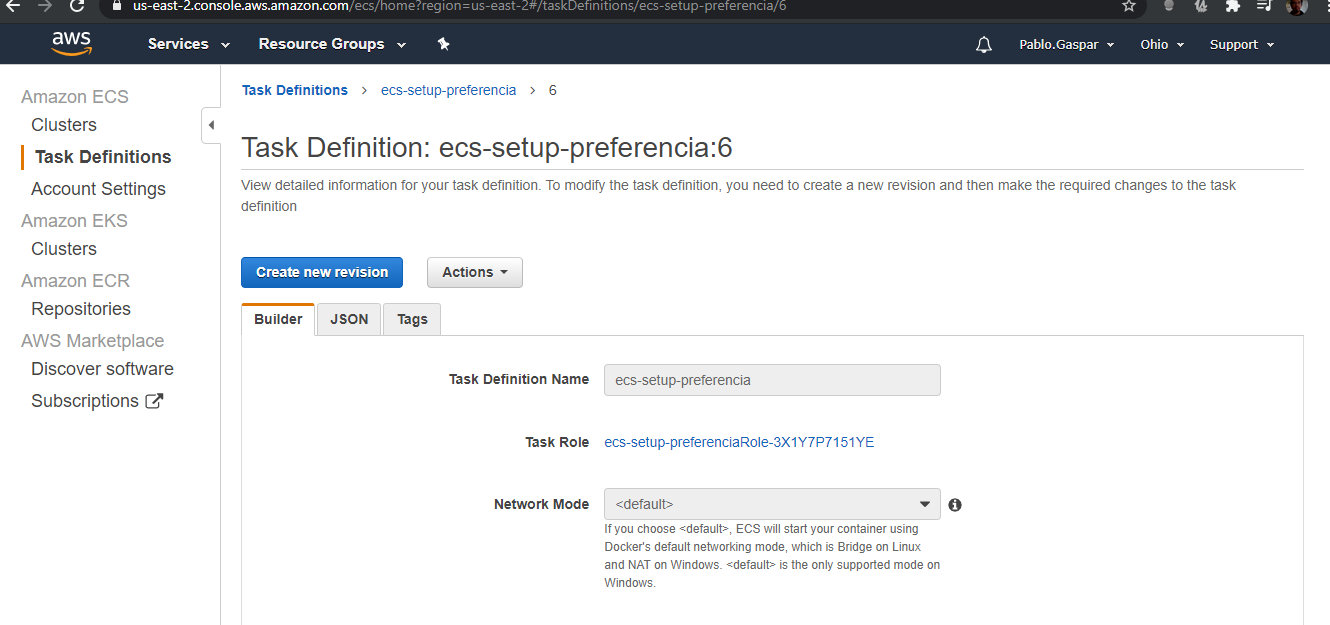 us-east-2.console.aws.amazon.com/ecs/home?region=us-east-2#/taskDefinitions/ecs-setup-preferencia/6
aws
Services
Resource Groups
Pablo.Gaspar
Ohio
Support
Amazon ECS
Clusters
Task Definitions
Account Settings
Amazon EKS
Clusters
Amazon ECR
Repositories
AWS Marketplace
Discover software
Subscriptions
Task Definitions > ecs-setup-preferencia > 6
Task Definition: ecs-setup-preferencia:6
View detailed information for your task definition. To modify the task definition, you need to create a new revision and then make the required changes to the task
definition
Create new revision
Actions
Builder
JSON
Tags
Task Definition Name
ecs-setup-preferencia
Task Role
ecs-setup-preferenciaRole-3X1Y7P7151YE
Network Mode
<default>
If you choose <default>, ECS will start your container using
Docker's default networking mode, which is Bridge on Linux
and NAT on Windows. <default> is the only supported mode on
Windows.